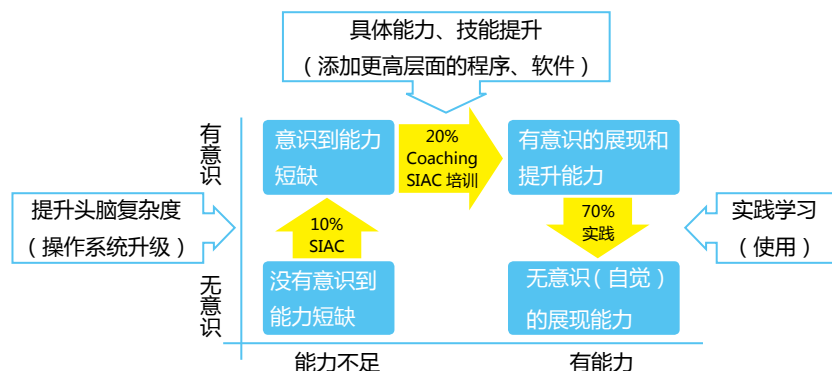 具体能力、技能提升
（添加更高层面的程序、软件）
有意识
意识到能力
短缺
20%
Coaching
SIAC 培训
有意识的展现和
提升能力
提升头脑复杂度
（操作系统升级）
10%
SIAC
70%
实践
实践学习
（使用）
无意识
没有意识到
能力短缺
无意识（自觉）
的展现能力
能力不足
有能力